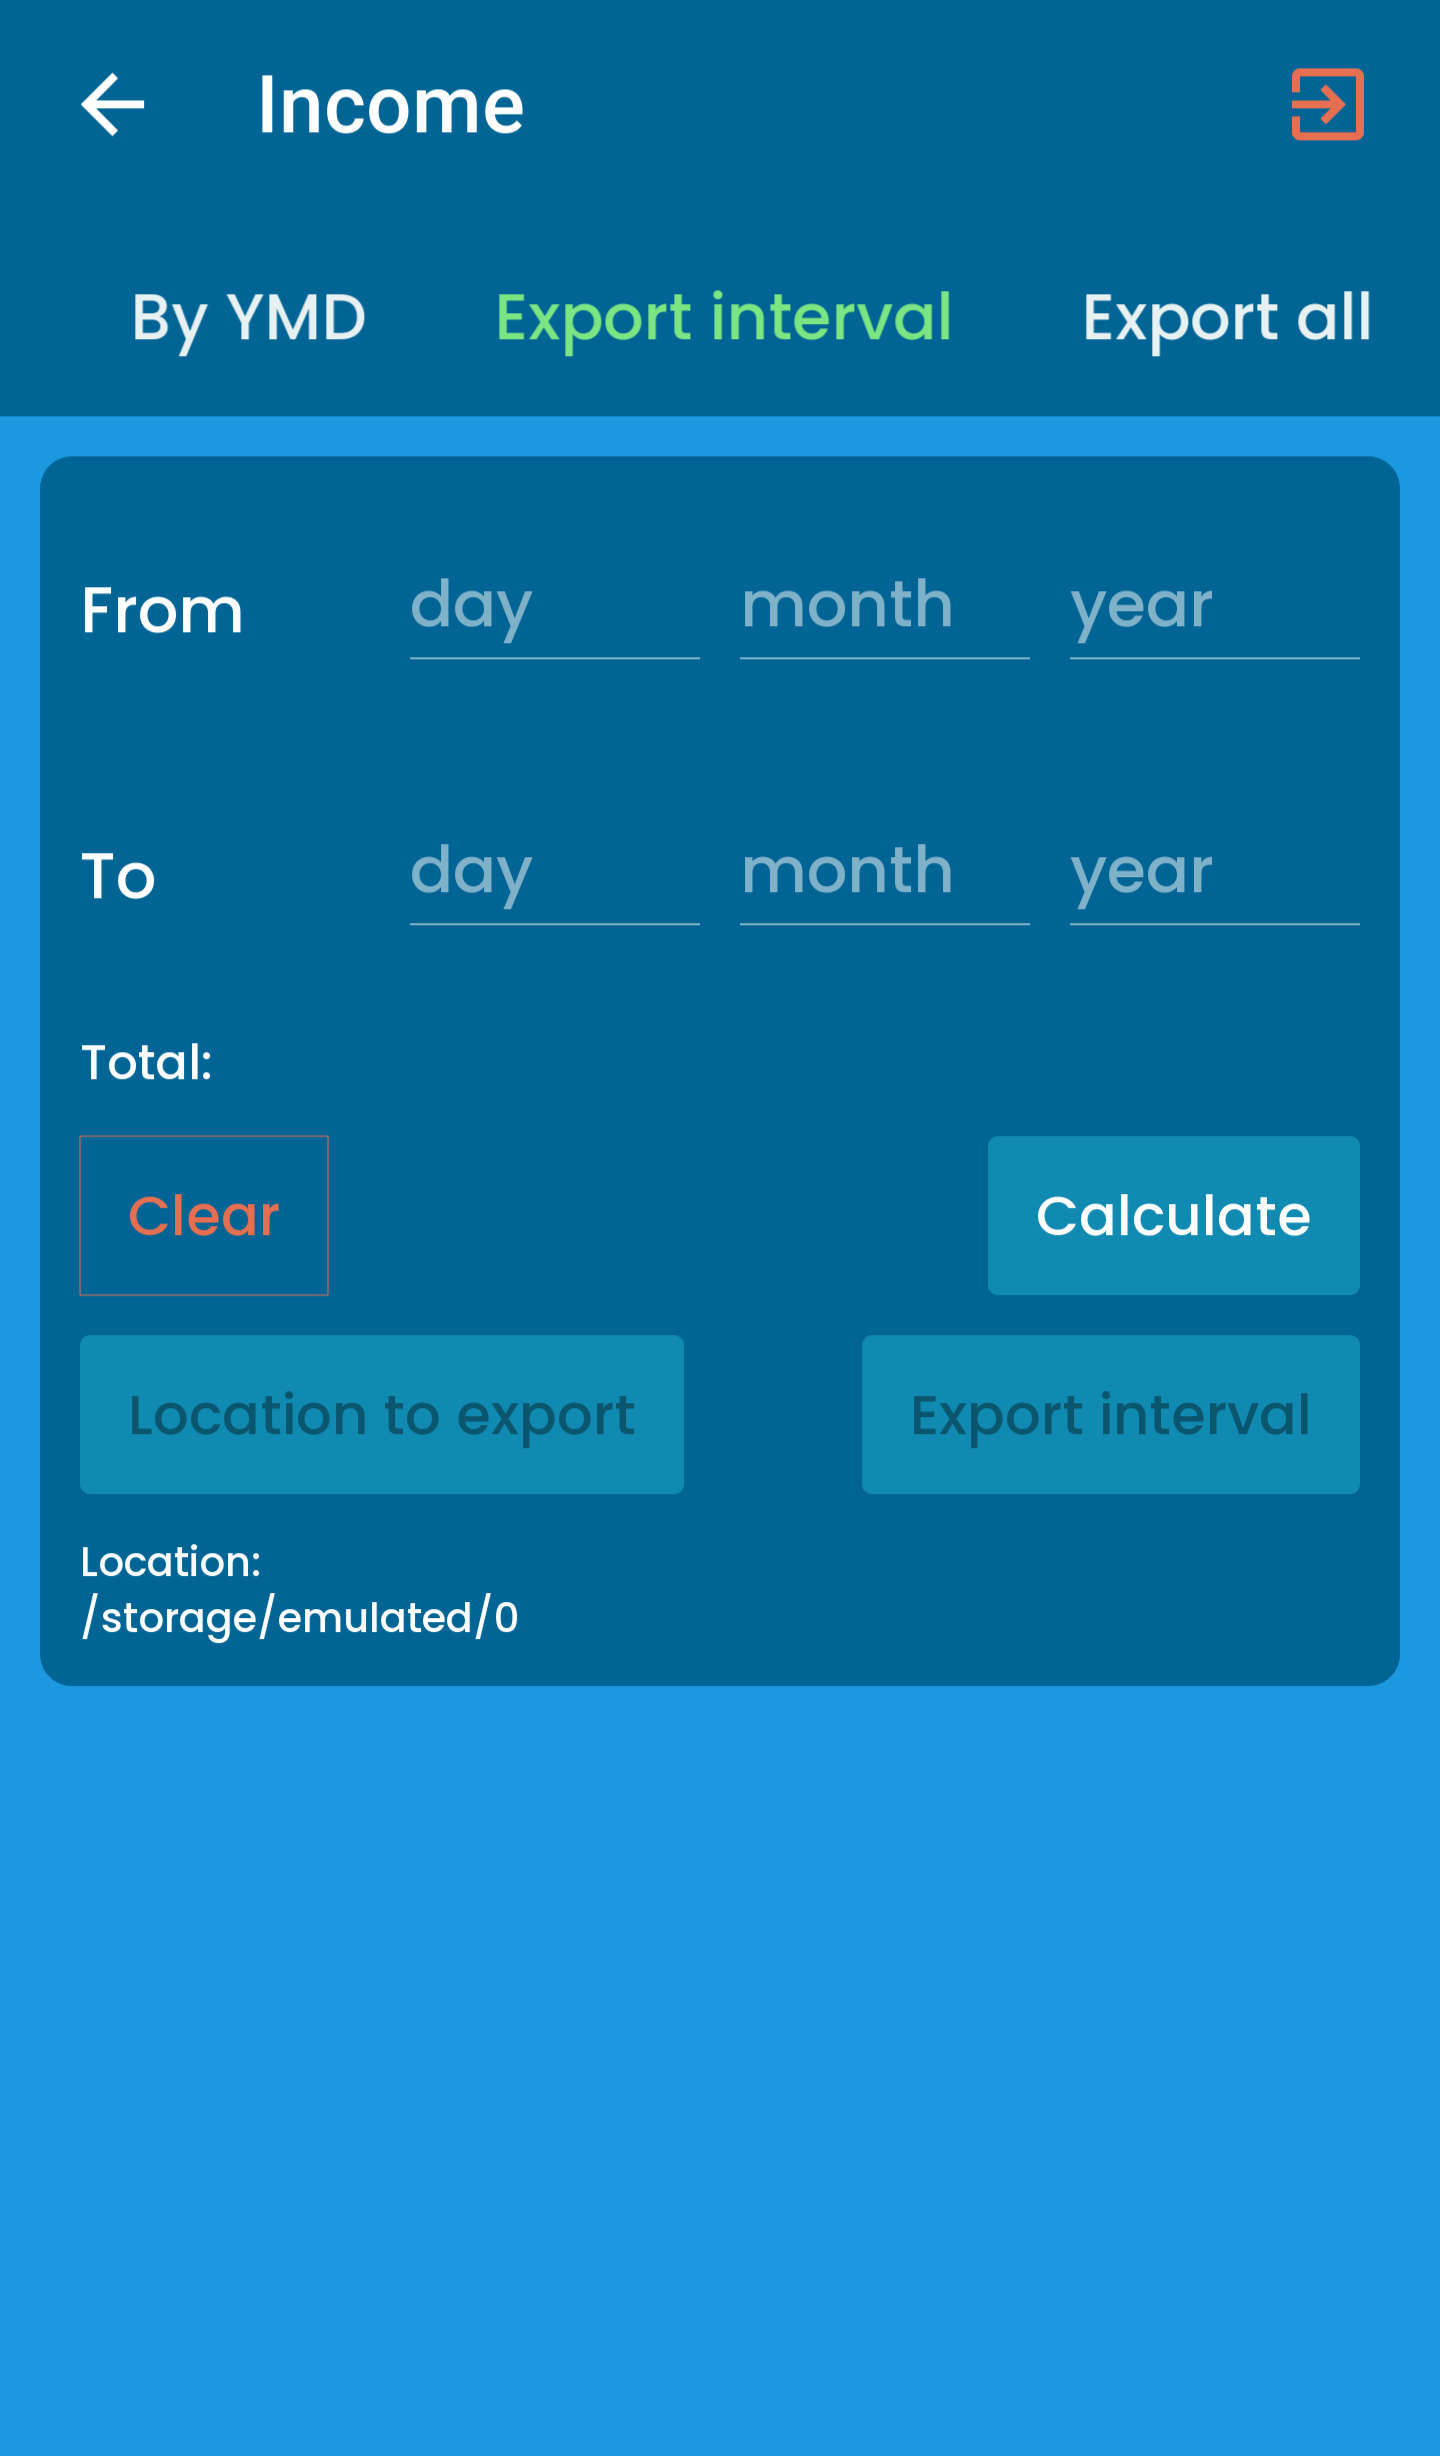 Income
By YMD Export interval Export all
From day month year
To day month year
Total:
Clear Calculate
Location to export Export interval
Location:
/storage/emulated/0